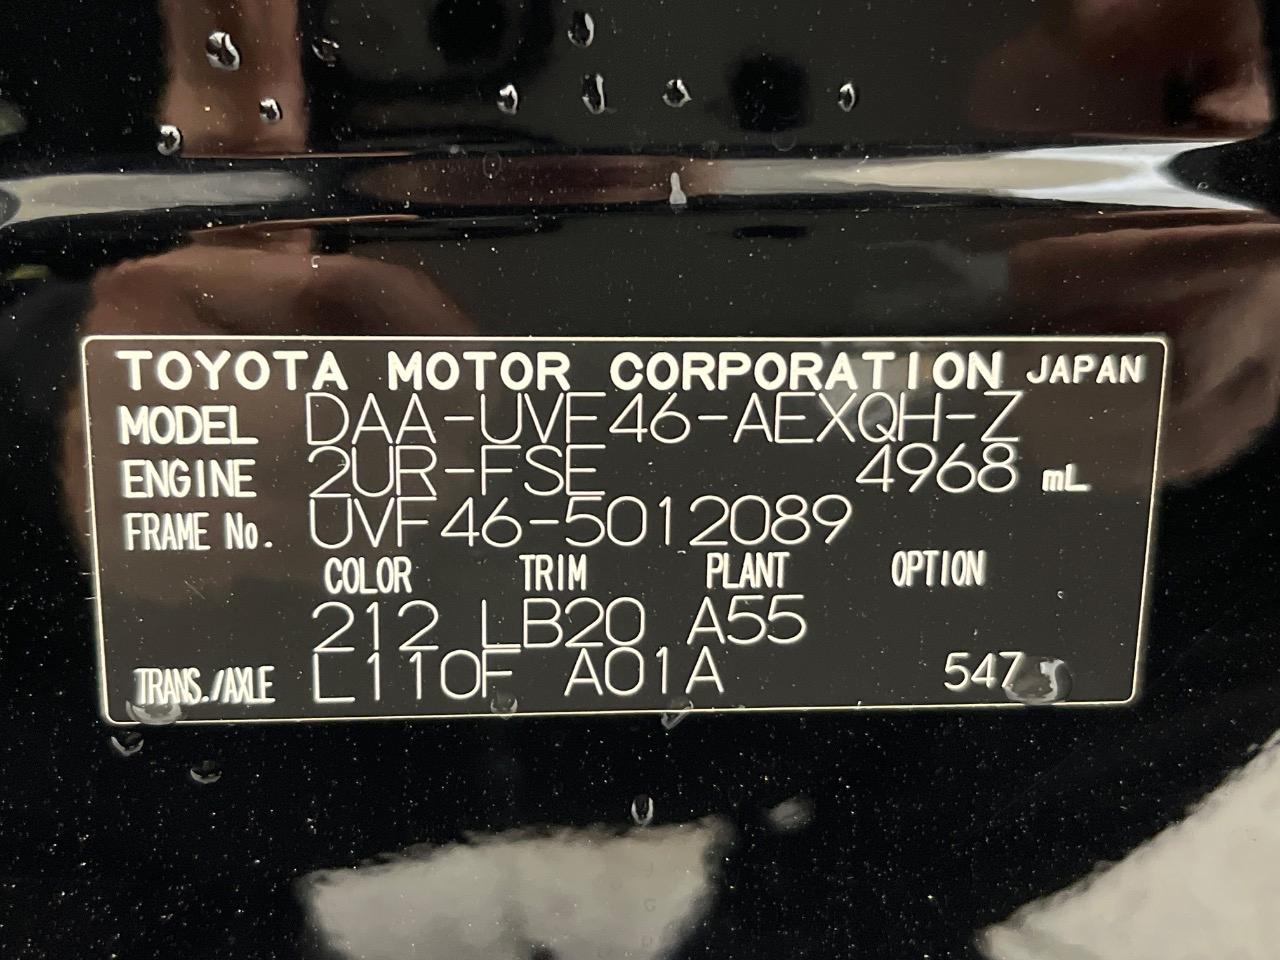 TOYOTA MOTOR CORPORATION JAPAN
MODEL DAA-UVF46-AEXQH-Z
ENGINE 2UR-FSE 4968 mL
FRAME No. UVF46-5012089
COLOR TRIM PLANT OPTION
212 LB20 A55
TRANS./AXLE L110F A01A 547